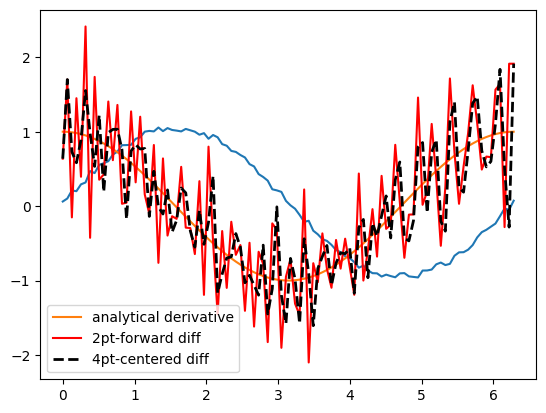 2
1
0
−1
−2
analytical derivative
2pt-forward diff
4pt-centered diff
0 1 2 3 4 5 6